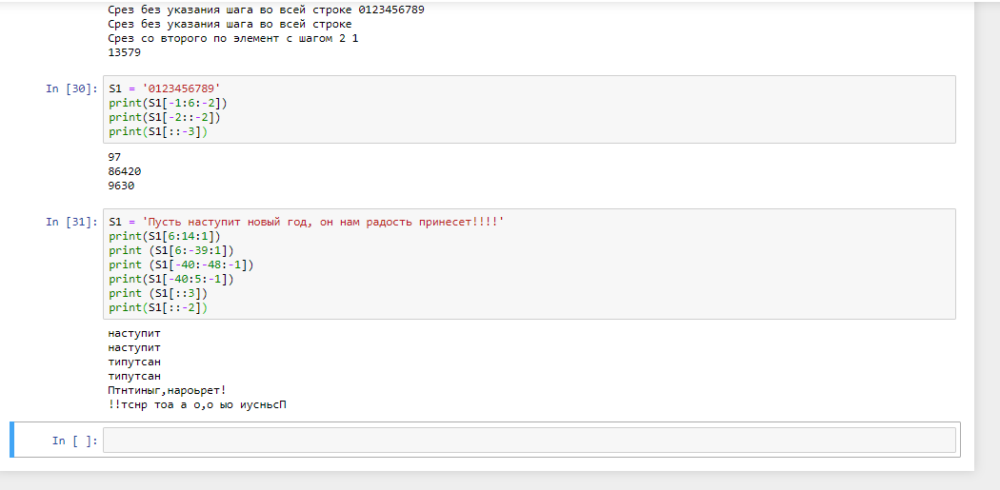 Срез без указания шага во всей строке 0123456789
Срез без указания шага во всей строке
Срез со второго по элемент с шагом 2 1
13579
In [30]: S1 = '0123456789'
print(S1[-1:6:-2])
print(S1[-2::-2])
print(S1[::-3])
97
86420
9630
In [31]: S1 = 'Пусть наступит новый год, он нам радость принесет!!!!'
print(S1[6:14:1])
print (S1[6:-39:1])
print (S1[-40:-48:-1])
print(S1[-40:5:-1])
print (S1[::3])
print(S1[::-2])
наступит
наступит
типутсан
типутсан
Птнтиныг,нароьрет!
!!тснр тоа а о,о ыо иусньсП
In [ ]: